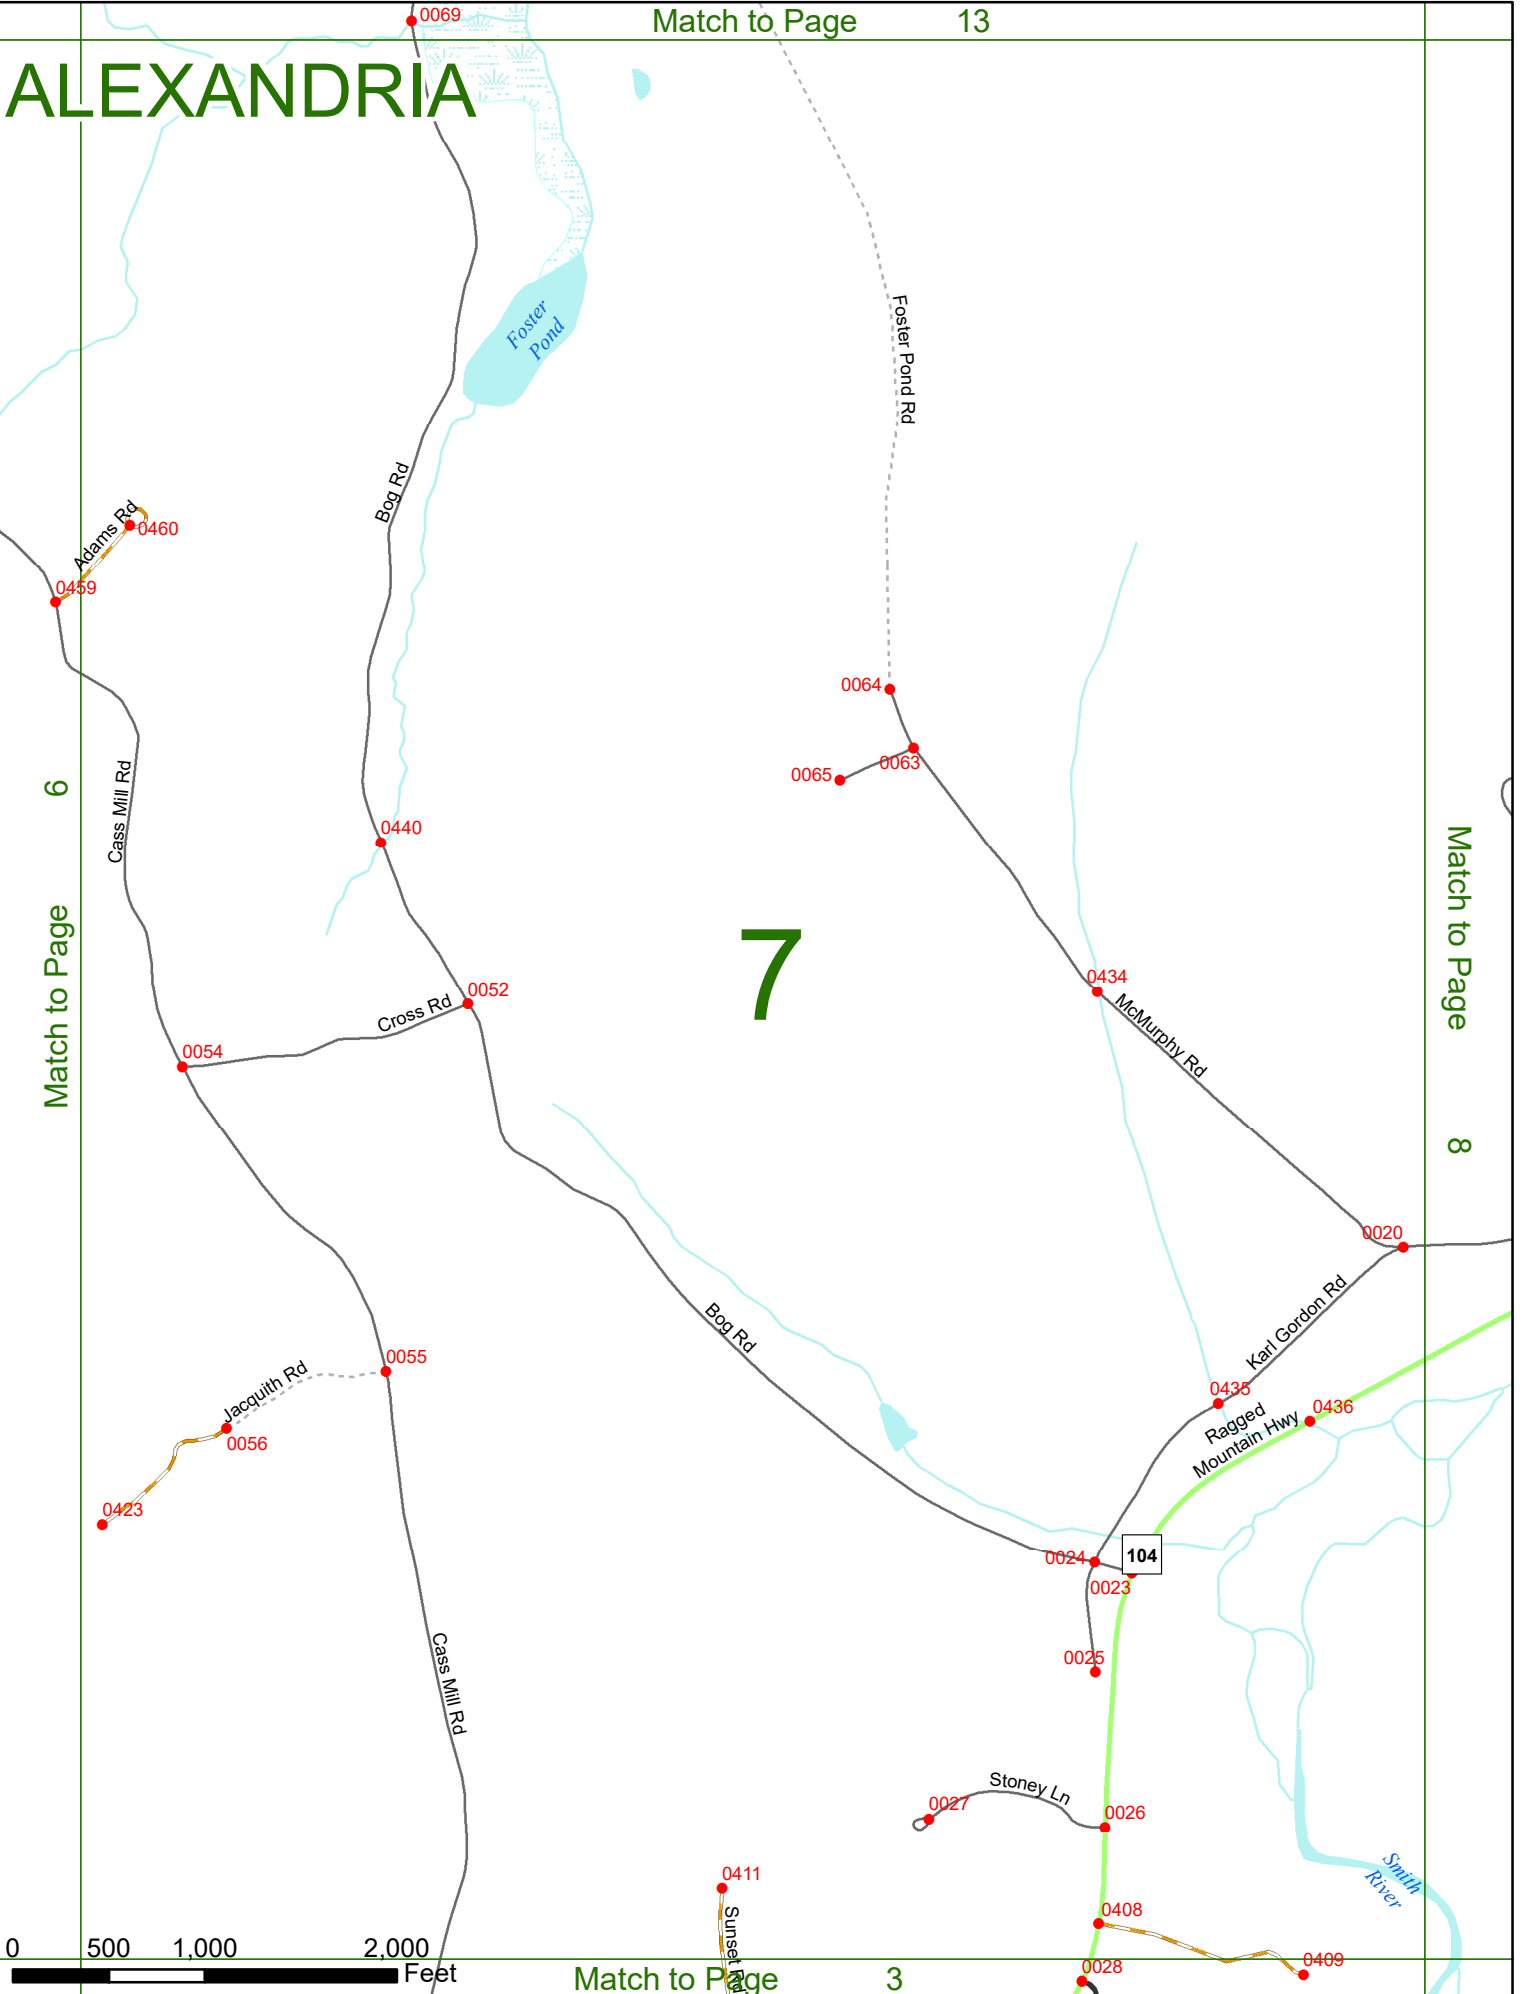 0069
Match to Page 13
ALEXANDRIA
Foster
Pond
Foster Pond Rd
Bog Rd
Adams Rd
0460
0459
0064
0063
0065
Cass Mill Rd
Match to Page 6
0440
Match to Page 8
7
0434
McMurphy Rd
0052
Cross Rd
0054
0020
Karl Gordon Rd
Bog Rd
0055
Jacquith Rd
0056
0435
0436
Ragged
Mountain Hwy
0423
104
0024
0023
Cass Mill Rd
0025
Stoney Ln
0027
0026
Smith
River
0411
Sunset Rd
0408
0409
0028
0 500 1,000 2,000
Feet
Match to Page 3